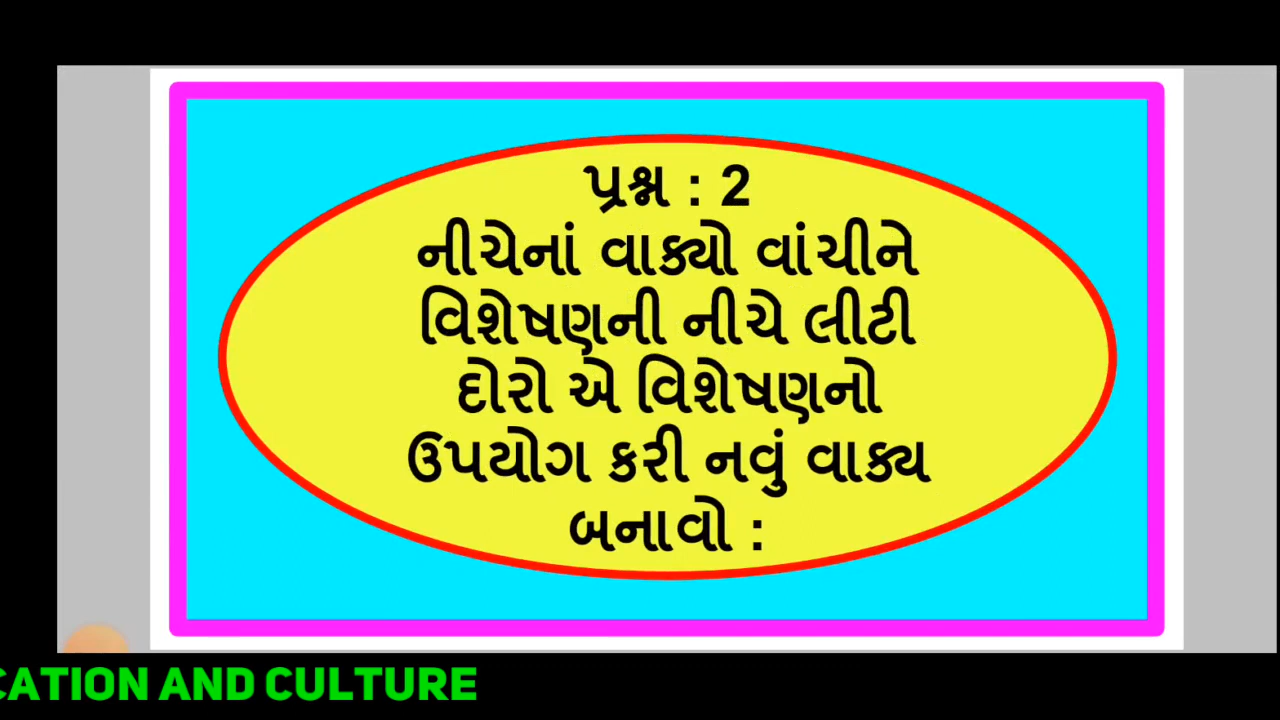 પ્રશ્ન : 2
નીચેનાં વાક્યો વાંચીને
વિશેષણની નીચે લીટી
દોરો એ વિશેષણનો
ઉપયોગ કરી નવું વાક્ય
બનાવો :
CATION AND CULTURE